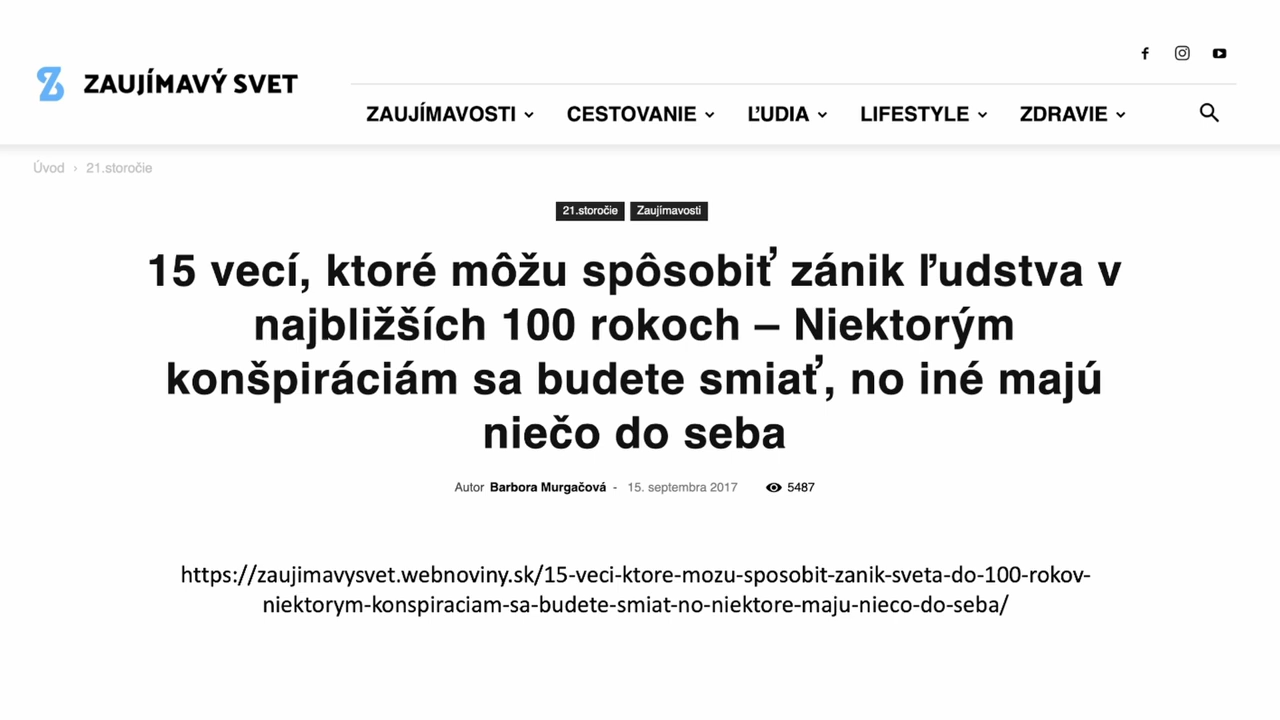 ZAUJÍMAVÝ SVET
ZAUJÍMAVOSTI CESTOVANIE ĽUDIA LIFESTYLE ZDRAVIE
Úvod › 21.storočie
21.storočie Zaujímavosti
15 vecí, ktoré môžu spôsobiť zánik ľudstva v
najbližších 100 rokoch – Niektorým
konšpiráciám sa budete smiať, no iné majú
niečo do seba
Autor Barbora Murgačová - 15. septembra 2017 5487
https://zaujimavysvet.webnoviny.sk/15-veci-ktore-mozu-sposobit-zanik-sveta-do-100-rokov-
niektorym-konspiraciam-sa-budete-smiat-no-niektore-maju-nieco-do-seba/